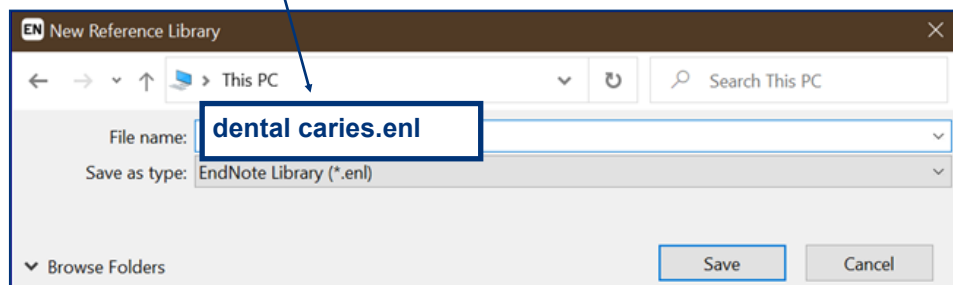 EN New Reference Library
This PC
Search This PC
File name: dental caries.enl
Save as type: EndNote Library (*.enl)
Browse Folders
Save
Cancel